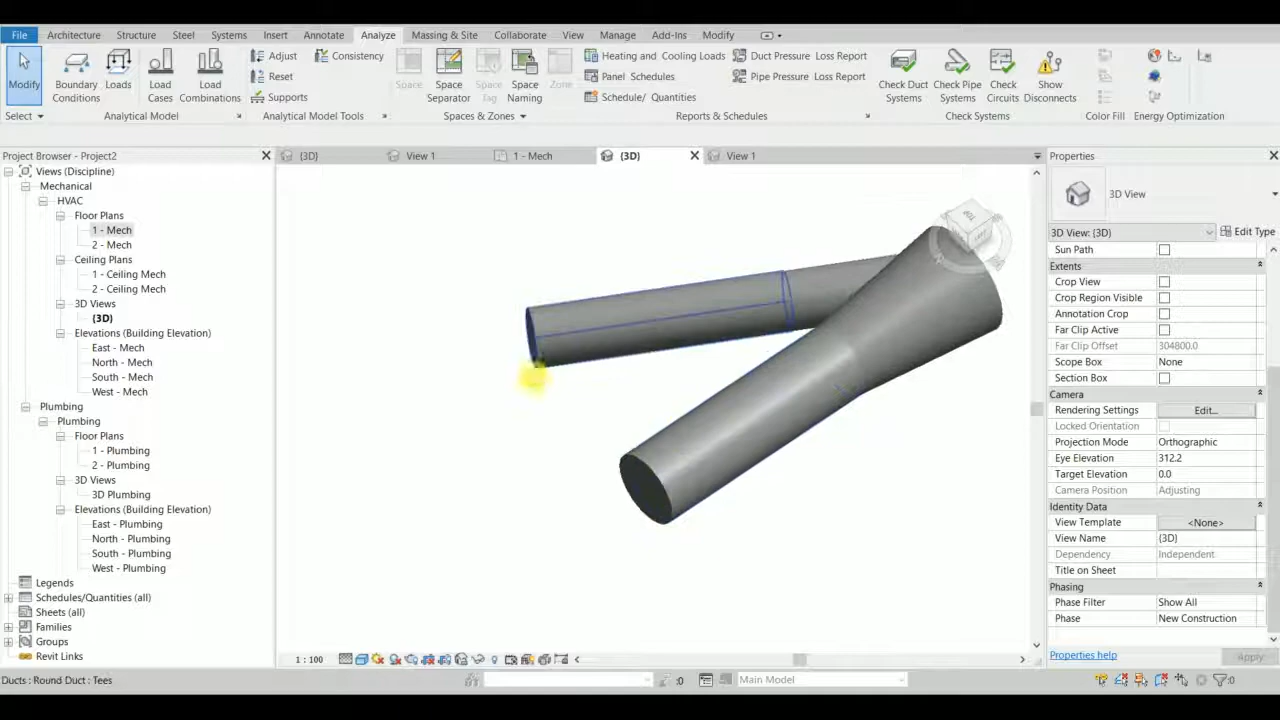 File Architecture Structure Steel Systems Insert Annotate Analyze Massing & Site Collaborate View Manage Add-Ins Modify
Modify
Select
Boundary Conditions
Loads
Load Cases
Load Combinations
Analytical Model
Adjust
Reset
Supports
Consistency
Analytical Model Tools
Space
Space Separator
Space Tag
Space Naming
Zone
Spaces & Zones
Heating and Cooling Loads
Panel Schedules
Schedule/ Quantities
Duct Pressure Loss Report
Pipe Pressure Loss Report
Reports & Schedules
Check Duct Systems
Check Pipe Systems
Check Circuits
Show Disconnects
Check Systems
Color Fill
Energy Optimization
Project Browser - Project2
{3D}
View 1
1 - Mech
{3D}
View 1
Properties
Views (Discipline)
Mechanical
HVAC
Floor Plans
1 - Mech
2 - Mech
Ceiling Plans
1 - Ceiling Mech
2 - Ceiling Mech
3D Views
{3D}
Elevations (Building Elevation)
East - Mech
North - Mech
South - Mech
West - Mech
Plumbing
Plumbing
Floor Plans
1 - Plumbing
2 - Plumbing
3D Views
3D Plumbing
Elevations (Building Elevation)
East - Plumbing
North - Plumbing
South - Plumbing
West - Plumbing
Legends
Schedules/Quantities (all)
Sheets (all)
Families
Groups
Revit Links
TOP
3D View
3D View: {3D} Edit Type
Sun Path
Extents
Crop View
Crop Region Visible
Annotation Crop
Far Clip Active
Far Clip Offset 304800.0
Scope Box None
Section Box
Camera
Rendering Settings Edit...
Locked Orientation
Projection Mode Orthographic
Eye Elevation 312.2
Target Elevation 0.0
Camera Position Adjusting
Identity Data
View Template <None>
View Name {3D}
Dependency Independent
Title on Sheet
Phasing
Phase Filter Show All
Phase New Construction
Properties help Apply
1 : 100
Ducts : Round Duct : Tees :0 Main Model :0